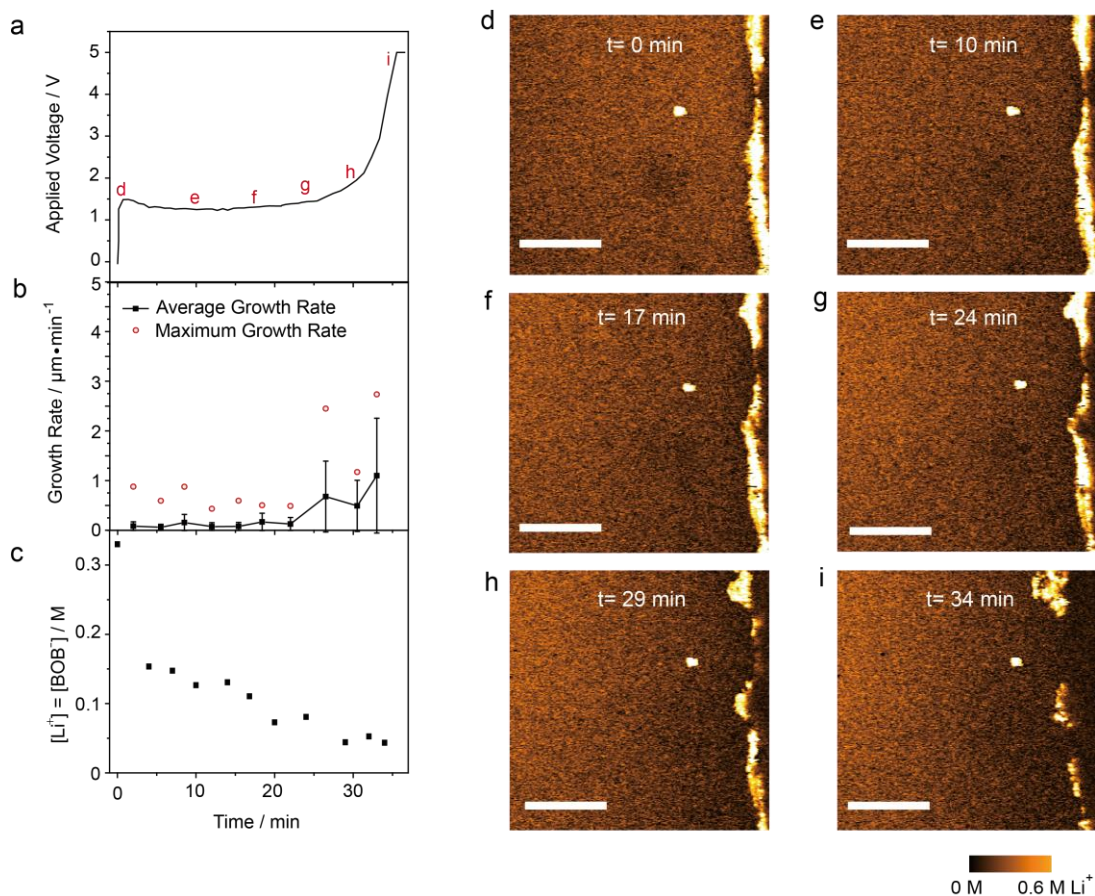 a
Applied Voltage / V
5
4
3
2
1
0
d
e
f
g
h
i
b
Growth Rate / µm•min⁻¹
5
4
3
2
1
0
Average Growth Rate
Maximum Growth Rate
c
[Li⁺] = [BOB⁻] / M
0.3
0.2
0.1
0
0
10
20
30
Time / min
d
t= 0 min
e
t= 10 min
f
t= 17 min
g
t= 24 min
h
t= 29 min
i
t= 34 min
0 M
0.6 M Li⁺